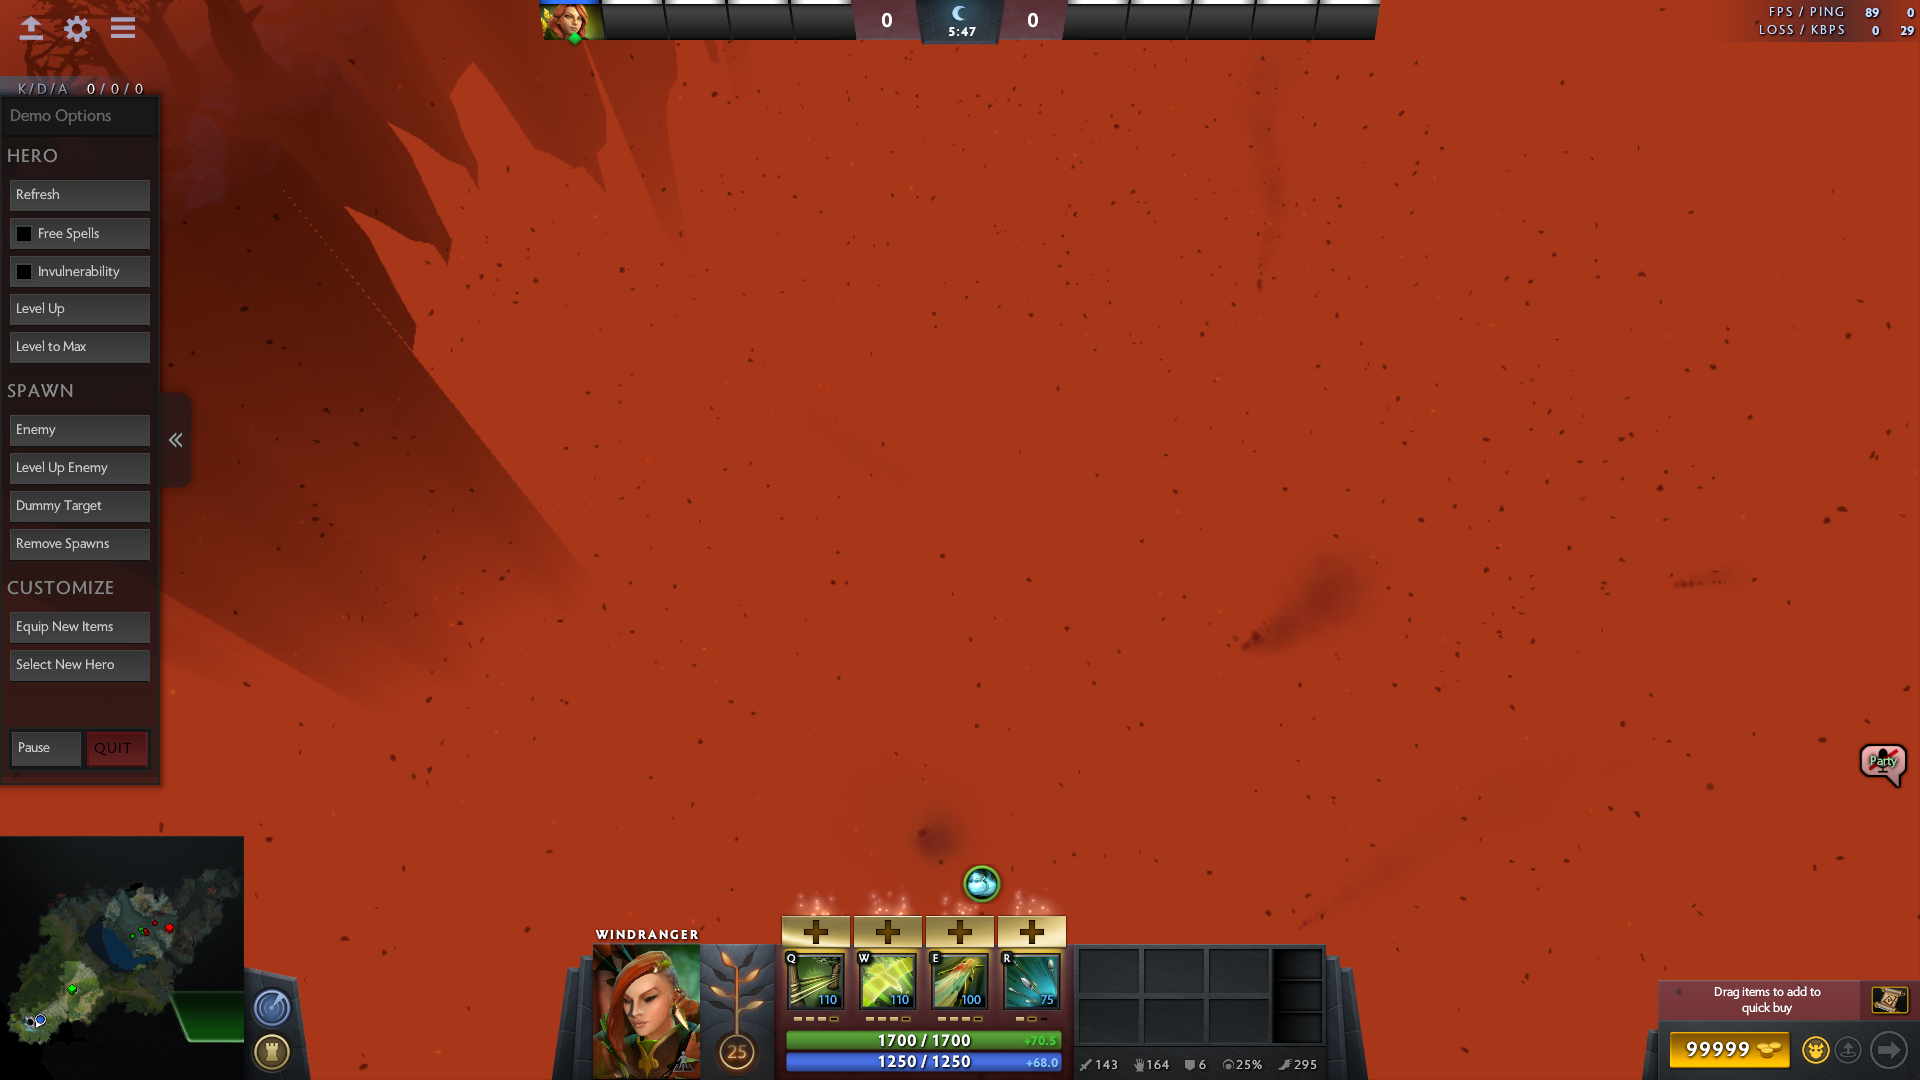 0
5:47
0
FPS / PING 89 0
LOSS / KBPS 0 29
K/D/A 0 / 0 / 0
Demo Options
HERO
Refresh
Free Spells
Invulnerability
Level Up
Level to Max
SPAWN
Enemy
Level Up Enemy
Dummy Target
Remove Spawns
CUSTOMIZE
Equip New Items
Select New Hero
Pause
QUIT
Party
WINDRANGER
Q
W
E
R
110
110
100
75
25
1700 / 1700
+70.5
1250 / 1250
+68.0
143
164
6
25%
295
Drag items to add to
quick buy
99999